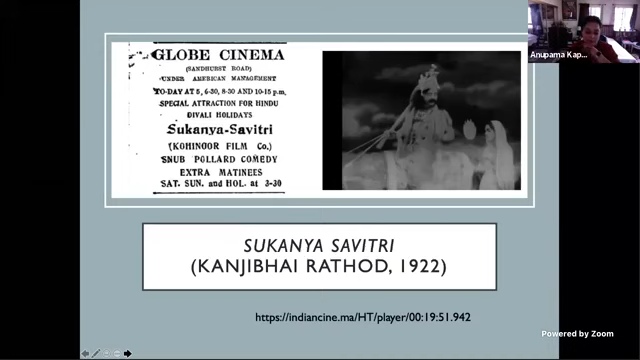 GLOBE CINEMA
(SANDHURST ROAD)
UNDER AMERICAN MANAGEMENT
TO-DAY AT 5, 6-30, 8-30 AND 10-15 p.m.
SPECIAL ATTRACTION FOR HINDU
DIVALI HOLIDAYS
Sukanya-Savitri
(KOHINOOR FILM Co.)
SNUB POLLARD COMEDY
EXTRA MATINEES
SAT. SUN. and HOL. at 3-30
Anupama Kap...
SUKANYA SAVITRI
(KANJIBHAI RATHOD, 1922)
https://indiancine.ma/HT/player/00:19:51.942
Powered by Zoom